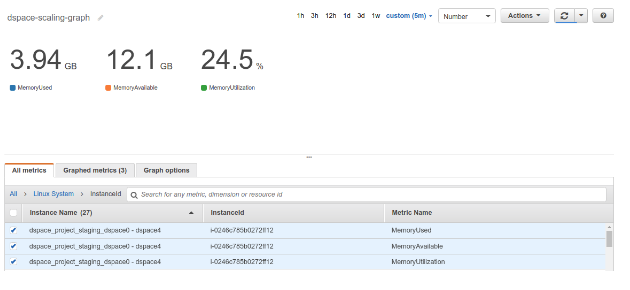 dspace-scaling-graph
1h 3h 12h 1d 3d 1w custom (5m) Number Actions
3.94 GB 12.1 GB 24.5 %
MemoryUsed MemoryAvailable MemoryUtilization
All metrics Graphed metrics (3) Graph options
All > Linux System > InstanceId Search for any metric, dimension or resource id
Instance Name (27) InstanceId Metric Name
dspace_project_staging_dspace0 - dspace4 i-0246c785b0272ff12 MemoryUsed
dspace_project_staging_dspace0 - dspace4 i-0246c785b0272ff12 MemoryAvailable
dspace_project_staging_dspace0 - dspace4 i-0246c785b0272ff12 MemoryUtilization